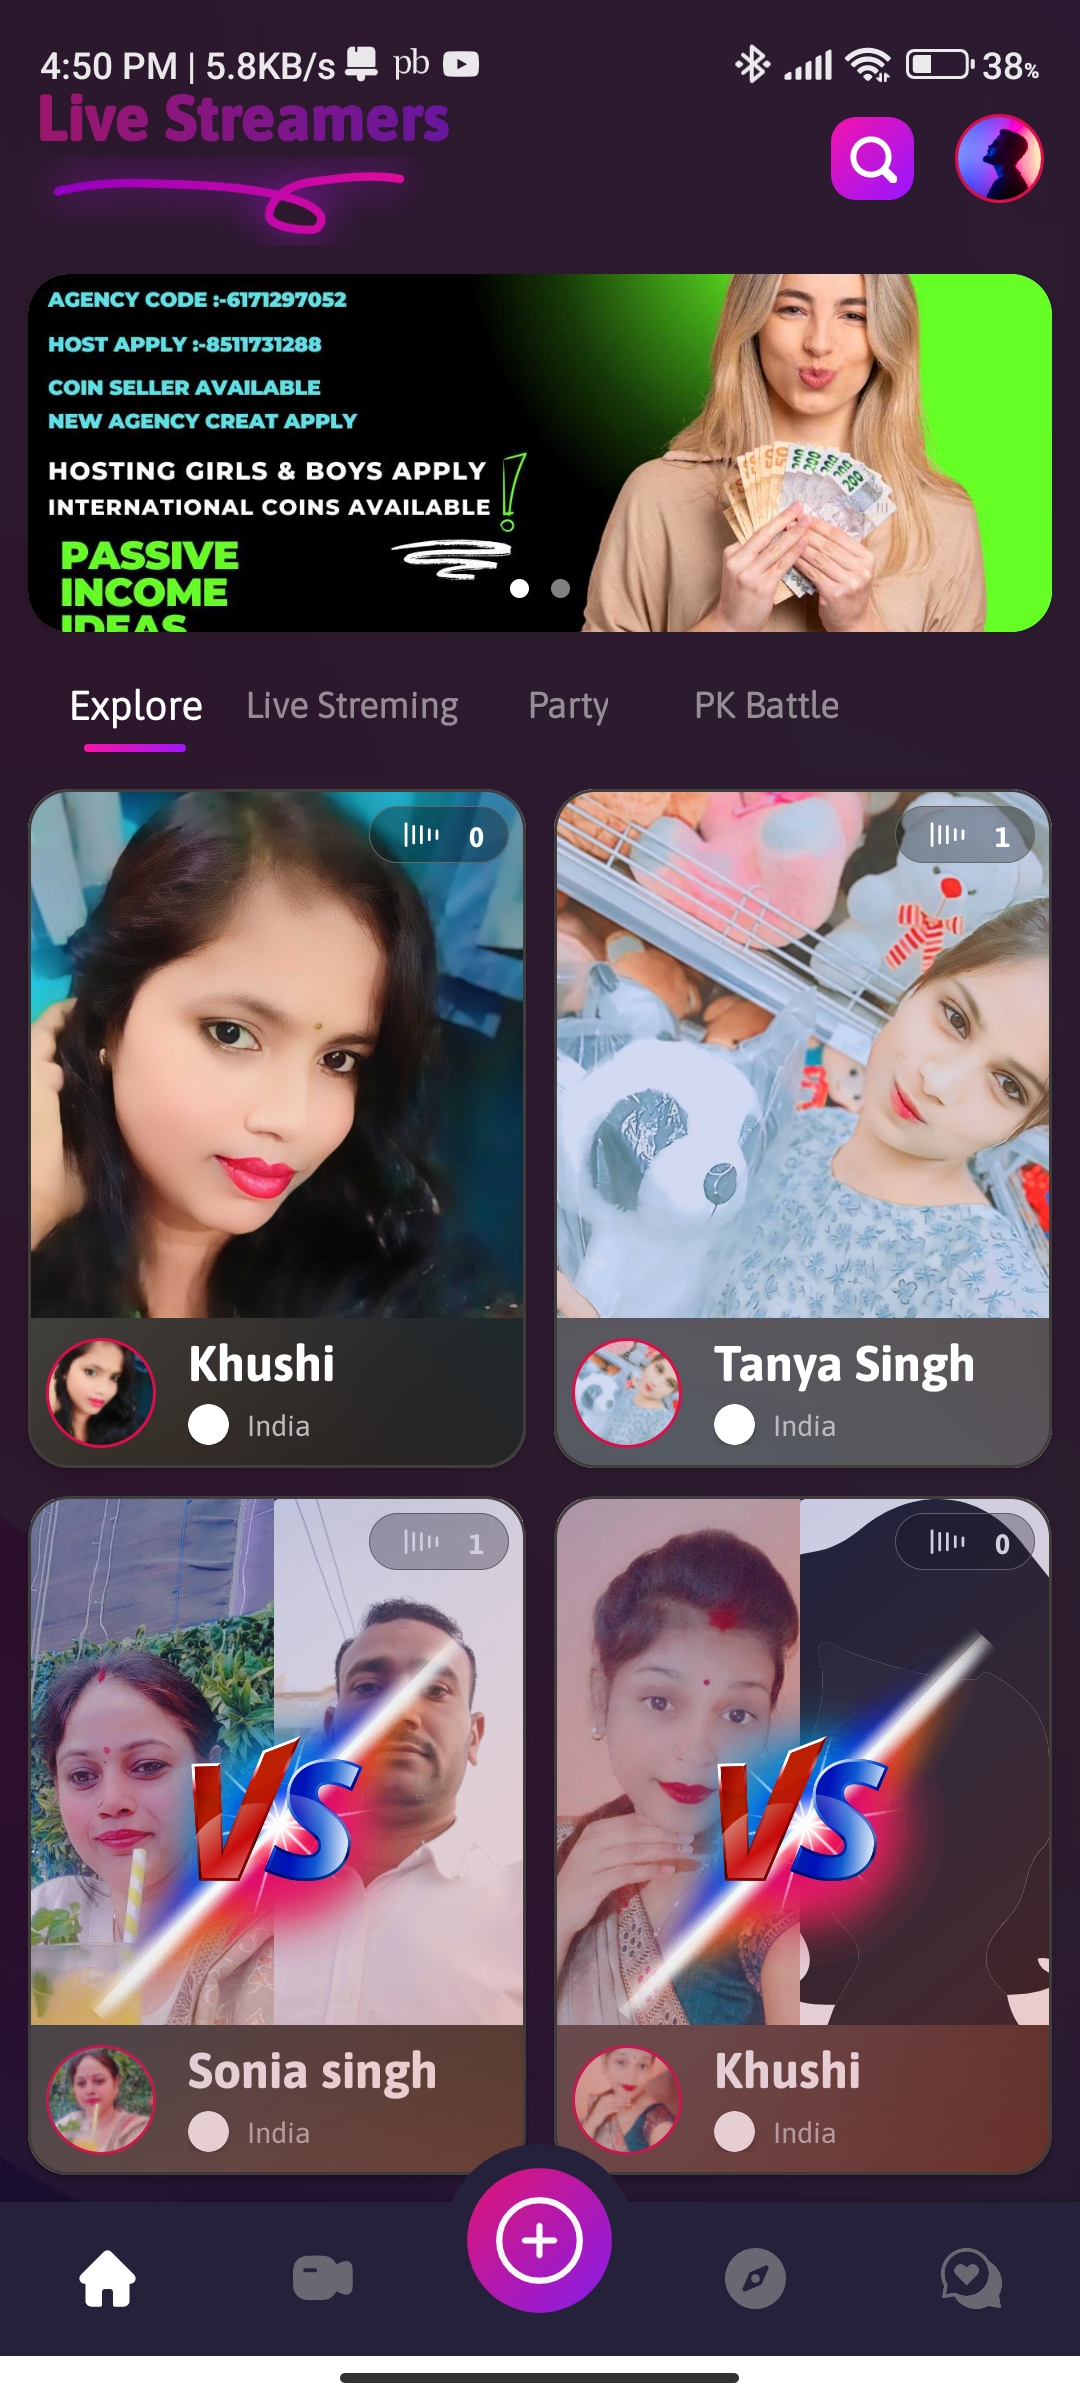 4:50 PM | 5.8KB/s pb 38%
Live Streamers
AGENCY CODE :-6171297052
HOST APPLY :-8511731288
COIN SELLER AVAILABLE
NEW AGENCY CREAT APPLY
HOSTING GIRLS & BOYS APPLY
INTERNATIONAL COINS AVAILABLE
PASSIVE
INCOME
IDEAS
Explore Live Streming Party PK Battle
0 1
Khushi Tanya Singh
India India
1 0
VS VS
Sonia singh Khushi
India India